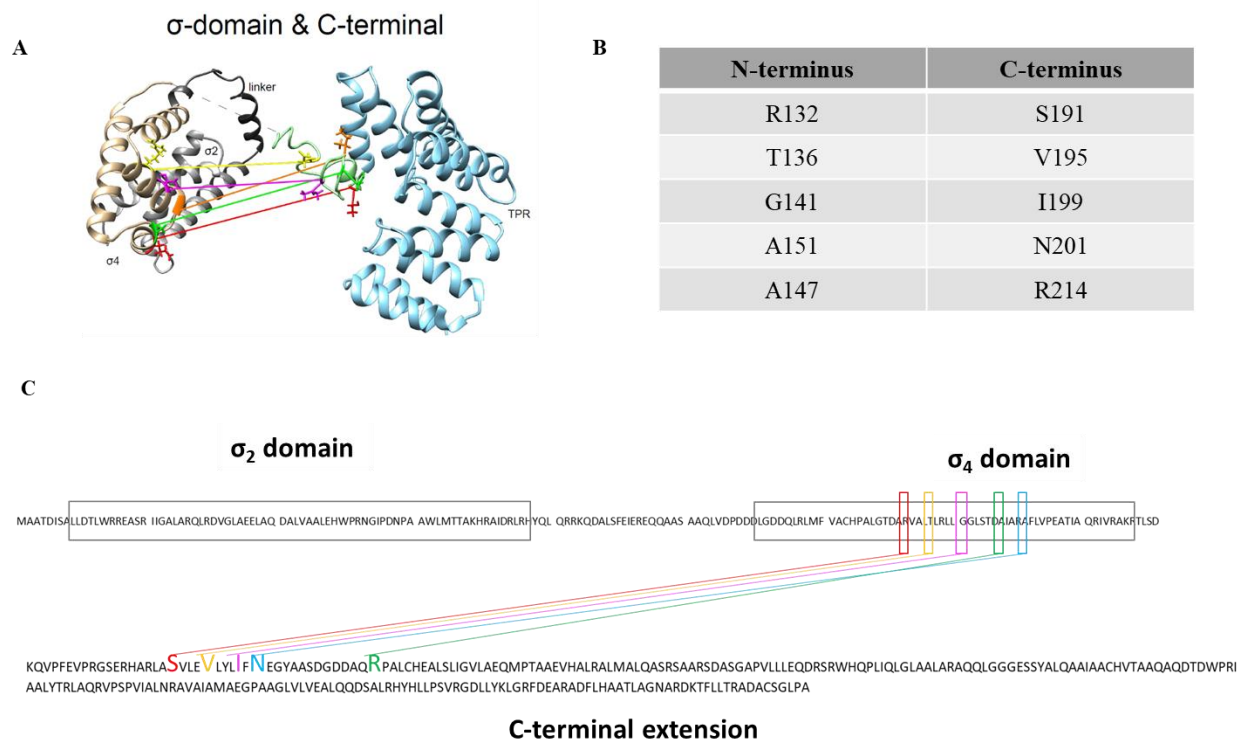 σ-domain & C-terminal
A
B
linker
σ2
σ4
TPR
N-terminus C-terminus
R132 S191
T136 V195
G141 I199
A151 N201
A147 R214
C
σ2 domain
σ4 domain
MAATDISALLDTLWRREASR IIGALARQLRDVGLAEELAQ DALVAALEHWPRNGIPDNPA AWLMTTAKHRAIDRLRHYQL QRRKQDALSFEIEREQQAAS AAQLVDPDDDDLGDDQLRLMF VACHPALGTDARVALTLRLL GGLSTDAIARAFLVPEATIA QRIVRAKRTLSD
KQVPFEVPRGSERHARLASVLEVLYLIFNEGYAASDGDDAQRPALCHEALSLIGVLAEQMPTAAEVHALRALMALQASRSAARSDASGAPVLLLEQDRSRWHQPLIQLGLAALARAQQLGGGESSYALQAAIAACHVTAAQAQDTDWPRI
AALYTRLAQRVPSPVIALNRAVAIAMAEGPAAGLVLVEALQQDSALRHYHLLPSVRGDLLYKLGRFDEARADFLHAATLAGNARDKTFLLTRADACSGLPA
C-terminal extension